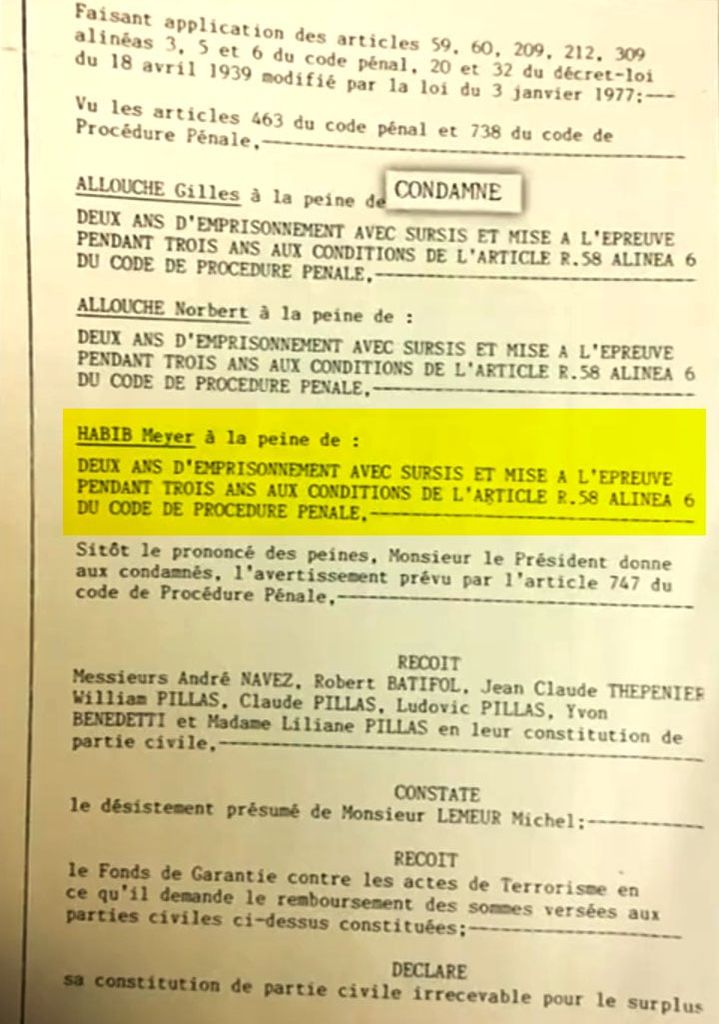 Faisant application des articles 59, 60, 209, 212, 309
alinéas 3, 5 et 6 du code pénal, 20 et 32 du décret-loi
du 18 avril 1939 modifié par la loi du 3 janvier 1977;---
Vu les articles 463 du code pénal et 738 du code de
Procédure Pénale,---
CONDAMNE
ALLOUCHE Gilles à la peine de
DEUX ANS D'EMPRISONNEMENT AVEC SURSIS ET MISE A L'EPREUVE
PENDANT TROIS ANS AUX CONDITIONS DE L'ARTICLE R.58 ALINEA 6
DU CODE DE PROCEDURE PENALE,---
ALLOUCHE Norbert à la peine de :
DEUX ANS D'EMPRISONNEMENT AVEC SURSIS ET MISE A L'EPREUVE
PENDANT TROIS ANS AUX CONDITIONS DE L'ARTICLE R.58 ALINEA 6
DU CODE DE PROCEDURE PENALE,---
HABIB Meyer à la peine de :
DEUX ANS D'EMPRISONNEMENT AVEC SURSIS ET MISE A L'EPREUVE
PENDANT TROIS ANS AUX CONDITIONS DE L'ARTICLE R.58 ALINEA 6
DU CODE DE PROCEDURE PENALE,---
Sitôt le prononcé des peines, Monsieur le Président donne
aux condamnés, l'avertissement prévu par l'article 747 du
code de Procédure Pénale,---
RECOIT
Messieurs André NAVEZ, Robert BATIFOL, Jean Claude THEPENIER
William PILLAS, Claude PILLAS, Ludovic PILLAS, Yvon
BENEDETTI et Madame Liliane PILLAS en leur constitution de
partie civile,---
CONSTATE
le désistement présumé de Monsieur LEMEUR Michel;---
RECOIT
le Fonds de Garantie contre les actes de Terrorisme en
ce qu'il demande le remboursement des sommes versées aux
parties civiles ci-dessus constituées;---
DECLARE
sa constitution de partie civile irrecevable pour le surplus